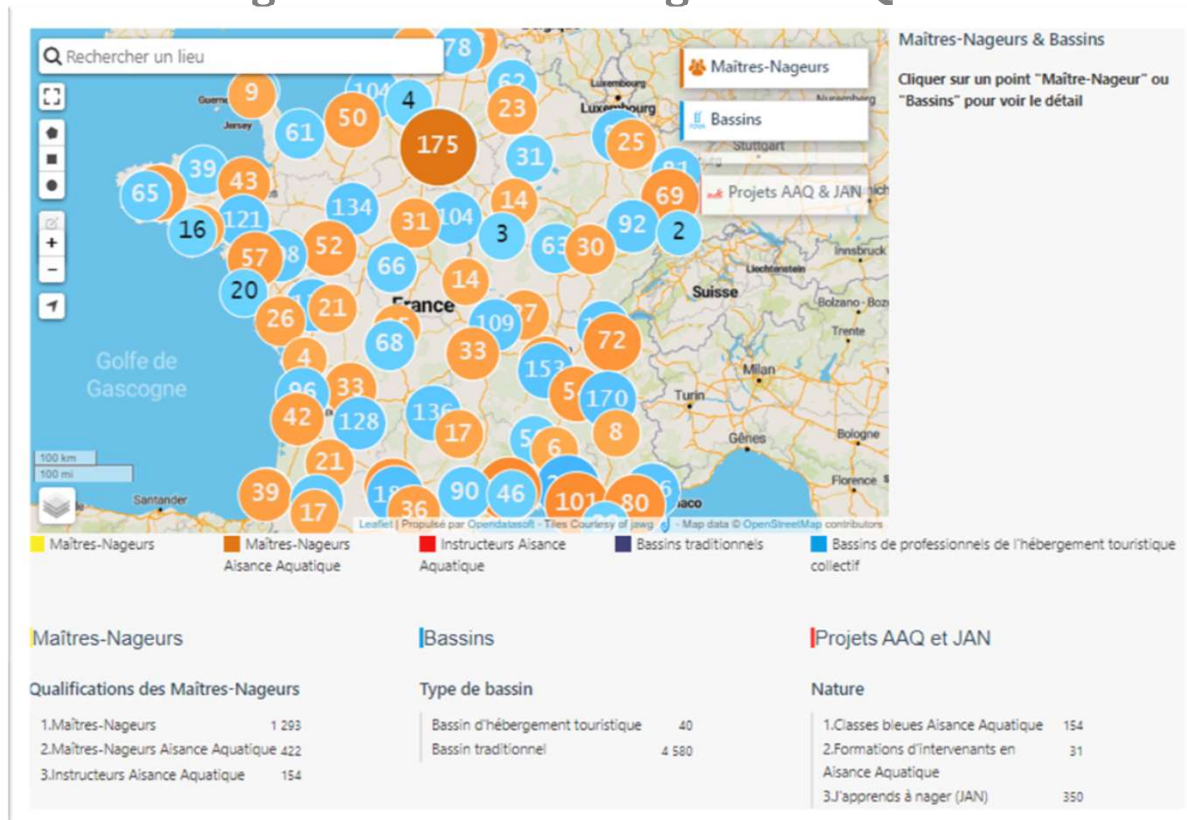 Maîtres-Nageurs & Bassins
Cliquer sur un point "Maître-Nageur" ou
"Bassins" pour voir le détail
Rechercher un lieu
Maîtres-Nageurs
Bassins
Projets AAQ & JAN
78
62
104
4
9
50
23
Guerne
Jersey
Luxembourg
Luxembourg
Nuremberg
61
175
25
Stuttgart
31
39
43
65
14
69
134
31
104
92
2
16
121
3
57
52
63
30
66
Innsbruck
Liechtenstein
20
14
Suisse
France
Bolzano - Boz
26
21
109
72
Trente
68
33
Golfe de
Gascogne
4
153
Milan
96
33
170
Turin
42
128
136
17
8
Gênes
Bologne
6
21
100 km
100 mi
Florence
39
90
46
Santander
17
36
101
80
aco
Leaflet | Propulsé par Opendatasoft - Tiles Courtesy of jawg - Map data © OpenStreetMap contributors
Maîtres-Nageurs
Maîtres-Nageurs
Aisance Aquatique
Instructeurs Aisance
Aquatique
Bassins traditionnels
Bassins de professionnels de l'hébergement touristique
collectif
Maîtres-Nageurs
Qualifications des Maîtres-Nageurs
1.Maîtres-Nageurs 1 293
2.Maîtres-Nageurs Aisance Aquatique 422
3.Instructeurs Aisance Aquatique 154
Bassins
Type de bassin
Bassin d'hébergement touristique 40
Bassin traditionnel 4 580
Projets AAQ et JAN
Nature
1.Classes bleues Aisance Aquatique 154
2.Formations d'intervenants en 31
Aisance Aquatique
3.J'apprends à nager (JAN) 350